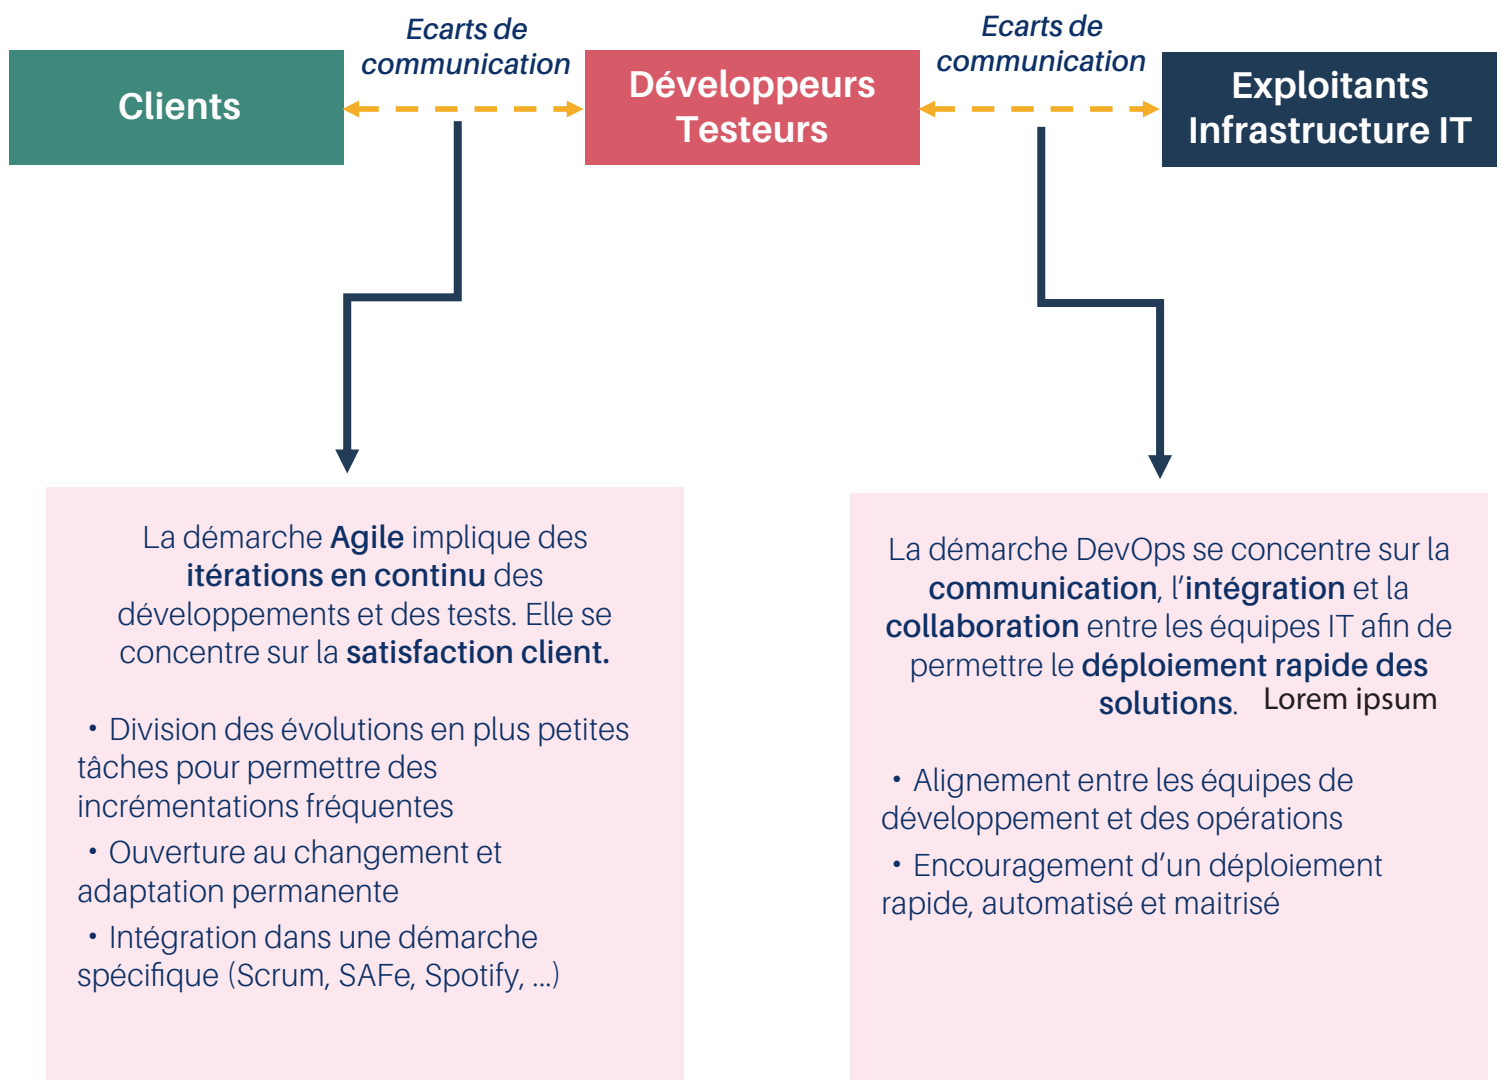 Ecarts de
communication
Ecarts de
communication
Clients
Développeurs
Testeurs
Exploitants
Infrastructure IT
La démarche Agile implique des
itérations en continu des
développements et des tests. Elle se
concentre sur la satisfaction client.
• Division des évolutions en plus petites
tâches pour permettre des
incrémentations fréquentes
• Ouverture au changement et
adaptation permanente
• Intégration dans une démarche
spécifique (Scrum, SAFe, Spotify, ...)
La démarche DevOps se concentre sur la
communication, l’intégration et la
collaboration entre les équipes IT afin de
permettre le déploiement rapide des
solutions.
Lorem ipsum
• Alignement entre les équipes de
développement et des opérations
• Encouragement d’un déploiement
rapide, automatisé et maitrisé